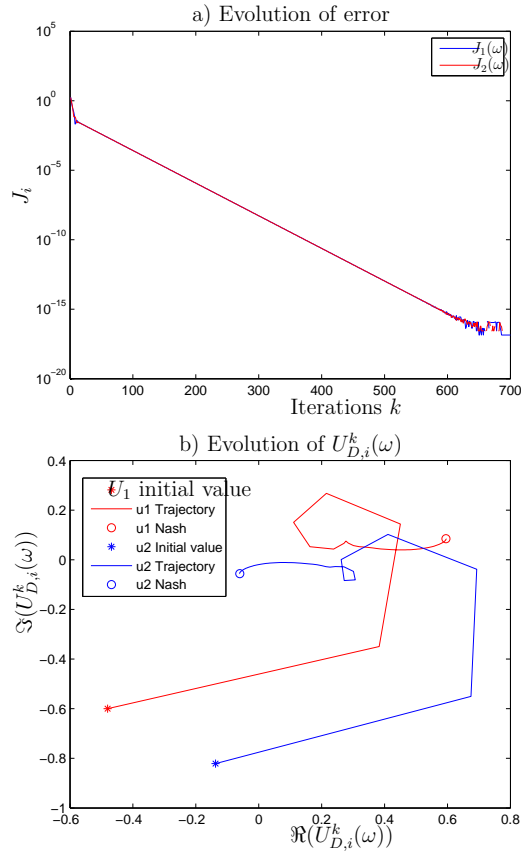 a) Evolution of error
10^5
10^0
10^-5
10^-10
10^-15
10^-20
J_i
J_1(ω)
J_2(ω)
0 100 200 300 400 500 600 700
Iterations k
b) Evolution of U^k_{D,i}(ω)
0.4
0.2
0
−0.2
−0.4
−0.6
−0.8
−1
ℑ(U^k_{D,i}(ω))
U_1 initial value
u1 Trajectory
u1 Nash
u2 Initial value
u2 Trajectory
u2 Nash
−0.6 −0.4 −0.2 0 0.2 0.4 0.6 0.8
ℜ(U^k_{D,i}(ω))